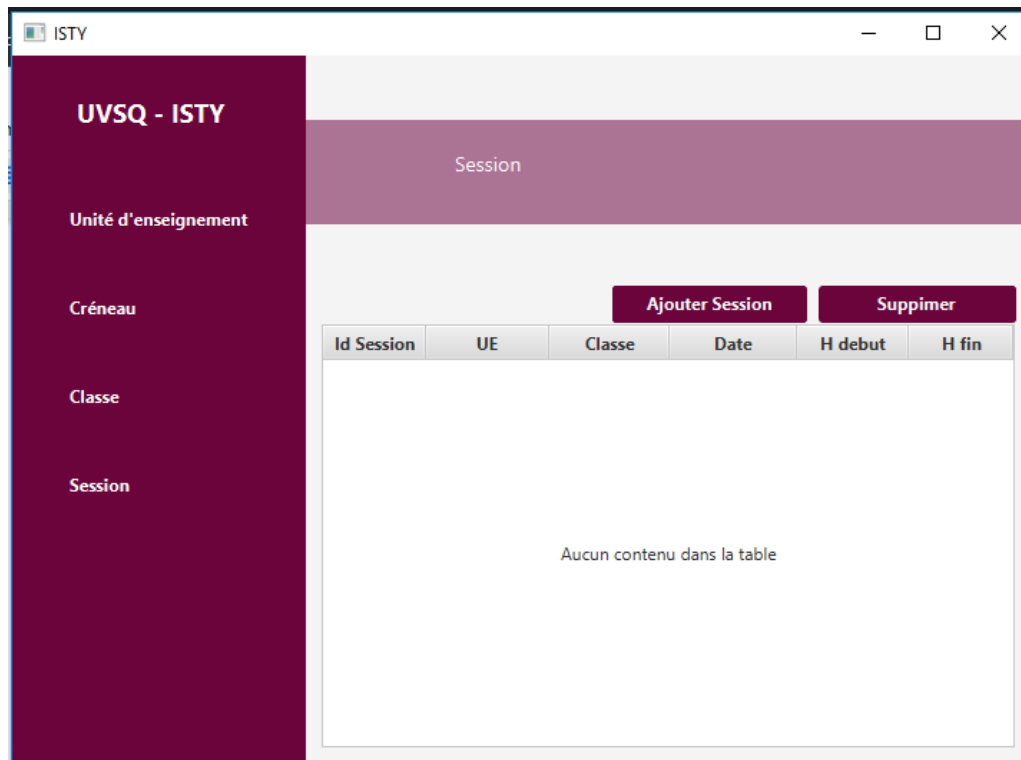 ISTY
UVSQ - ISTY
Unité d'enseignement
Créneau
Classe
Session
Session
Ajouter Session
Suppimer
Id Session UE Classe Date H debut H fin
Aucun contenu dans la table